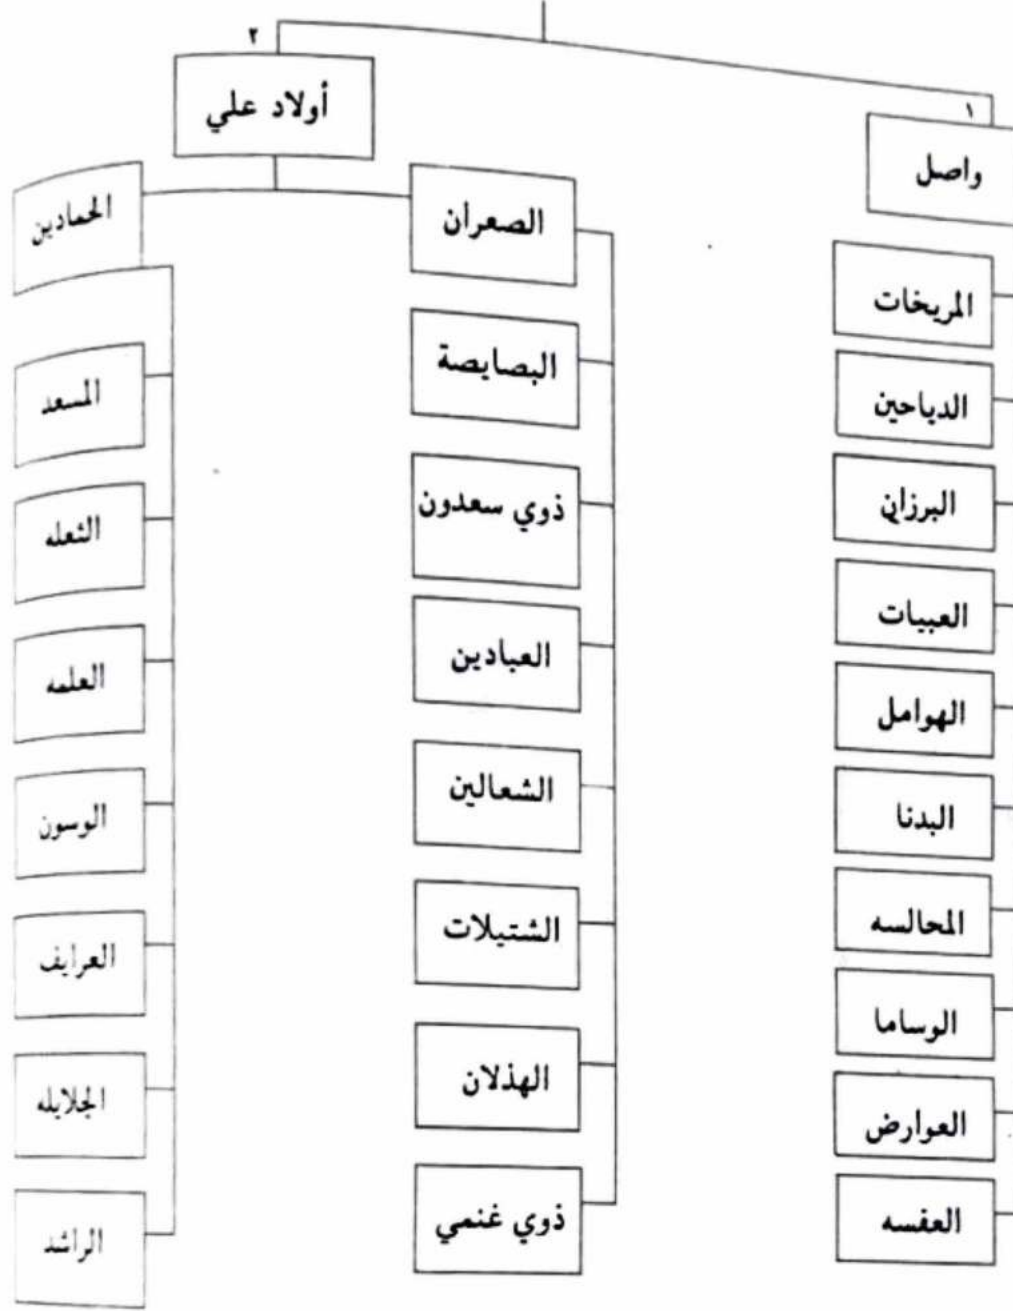 ١
واصل
المريخات
الدياحين
البرزان
العبيات
الهوامل
البدنا
المحالسه
الوساما
العوارض
العفسه
٢
أولاد علي
الصعران
البصايصة
ذوي سعدون
العبادين
الشعالين
الشتيلات
الهذلان
ذوي غنمي
الحمادين
المسعد
الثعله
العلمه
الوسون
العرايف
الجلايله
الراشد